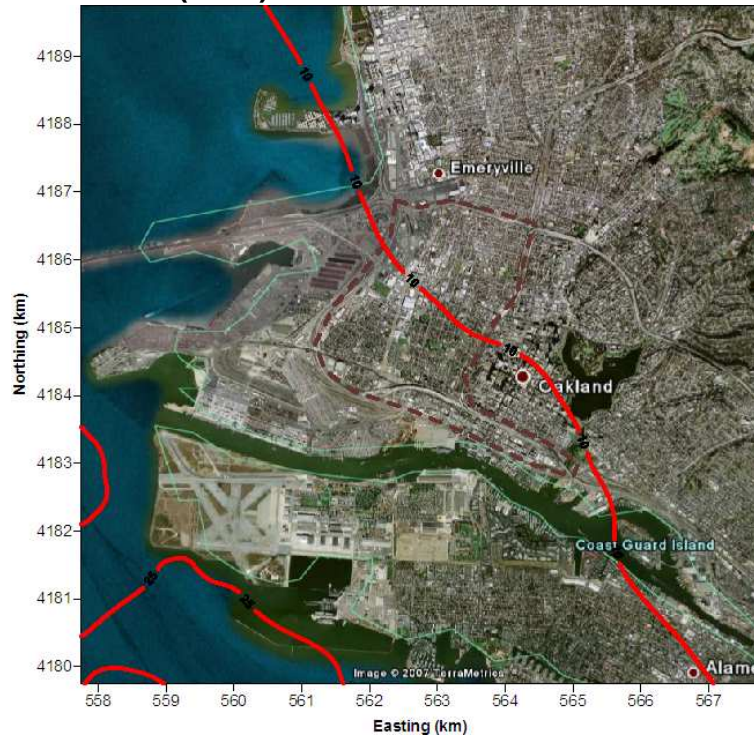 4189
10
4188
Emeryville
4187
10
4186
10
4185
10
Oakland
4184
10
4183
4182
Coast Guard Island
25
4181
25
4180
Image © 2007 TerraMetrics
Alame
558 559 560 561 562 563 564 565 566 567
Northing (km)
Easting (km)